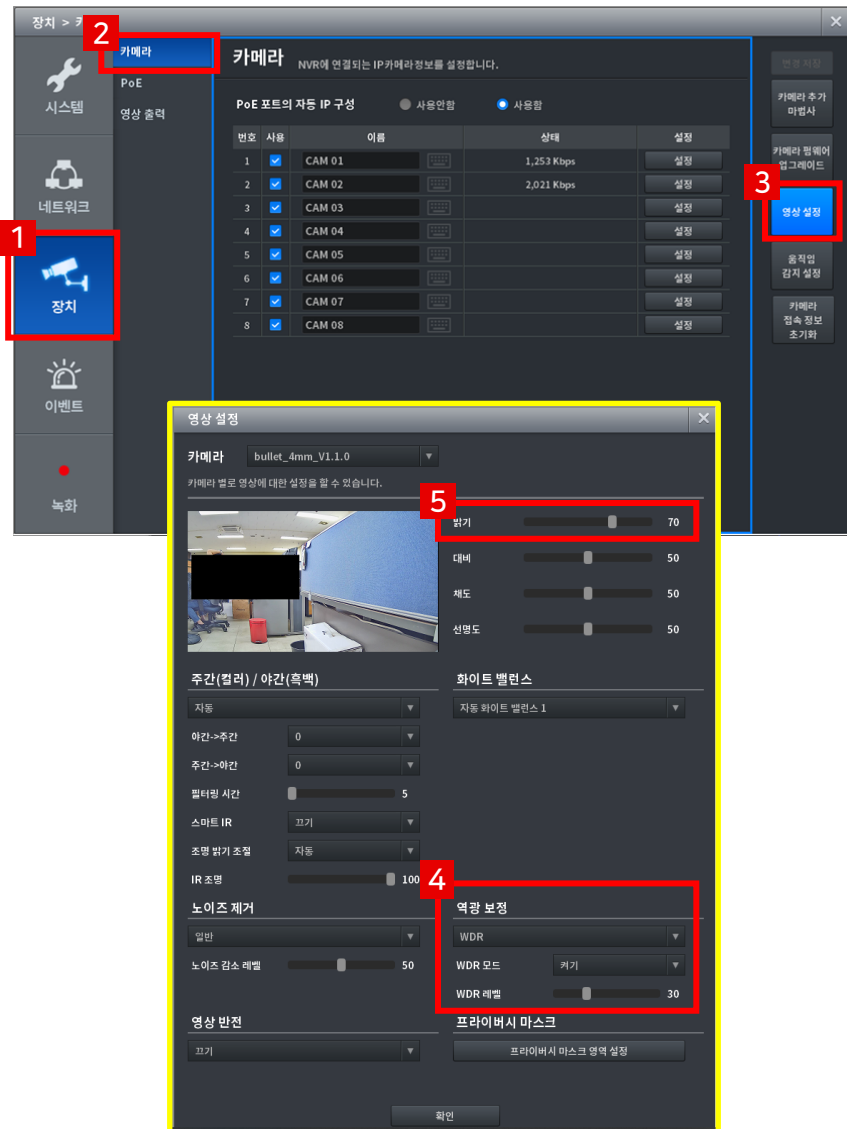 장치 > 카
2
카메라
PoE
영상 출력
시스템
네트워크
1
장치
이벤트
녹화
카메라 NVR에 연결되는 IP카메라정보를 설정합니다.
PoE 포트의 자동 IP 구성 사용안함 사용함
번호 사용 이름 상태 설정
1 CAM 01 1,253 Kbps 설정
2 CAM 02 2,021 Kbps 설정
3 CAM 03 설정
4 CAM 04 설정
5 CAM 05 설정
6 CAM 06 설정
7 CAM 07 설정
8 CAM 08 설정
변경 저장
카메라 추가
마법사
카메라 펌웨어
업그레이드
3
영상 설정
움직임
감지 설정
카메라
접속 정보
초기화
영상 설정
카메라 bullet_4mm_V1.1.0
카메라 별로 영상에 대한 설정을 할 수 있습니다.
5
밝기 70
대비 50
채도 50
선명도 50
주간(컬러) / 야간(흑백)
자동
야간->주간 0
주간->야간 0
필터링 시간 5
스마트 IR 끄기
조명 밝기 조절 자동
IR 조명 100
화이트 밸런스
자동 화이트 밸런스 1
노이즈 제거
일반
노이즈 감소 레벨 50
4
역광 보정
WDR
WDR 모드 켜기
WDR 레벨 30
영상 반전
끄기
프라이버시 마스크
프라이버시 마스크 영역 설정
확인